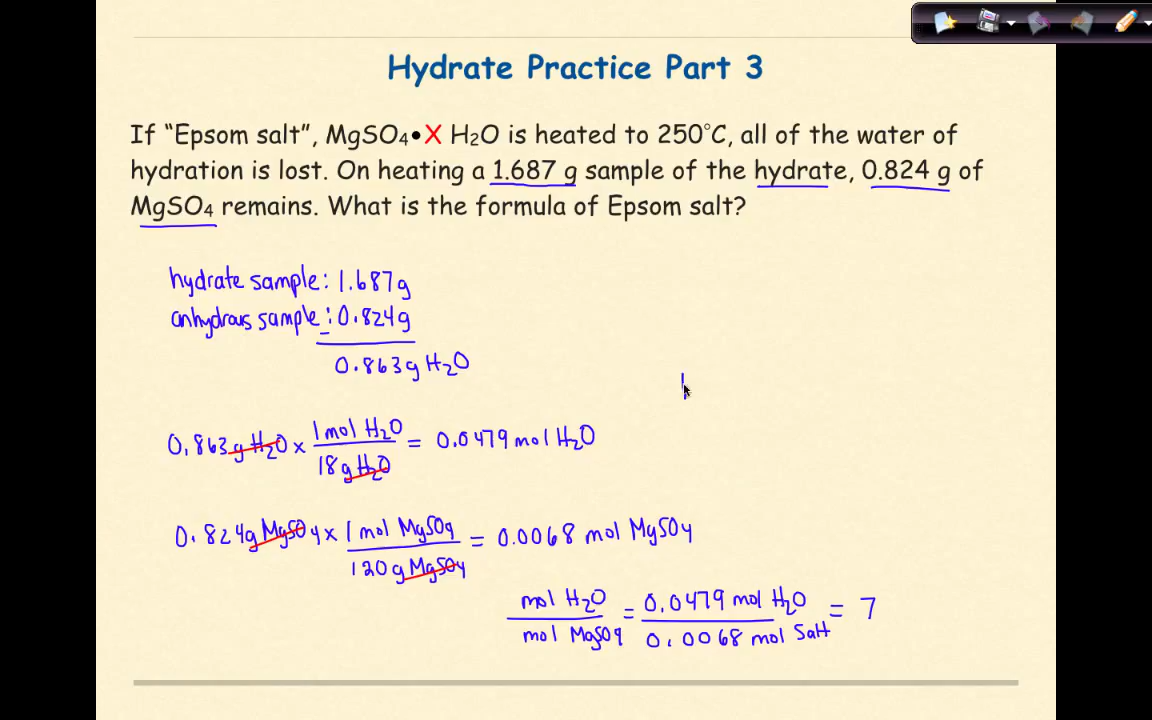 Hydrate Practice Part 3
If “Epsom salt”, MgSO₄•X H₂O is heated to 250°C, all of the water of
hydration is lost. On heating a 1.687 g sample of the hydrate, 0.824 g of
MgSO₄ remains. What is the formula of Epsom salt?
hydrate sample: 1.687g
anhydrous sample: 0.824g
0.863g H₂O
0.863g H₂O x 1 mol H₂O / 18g H₂O = 0.0479 mol H₂O
0.824g MgSO₄ x 1 mol MgSO₄ / 120g MgSO₄ = 0.0068 mol MgSO₄
mol H₂O / mol MgSO₄ = 0.0479 mol H₂O / 0.0068 mol Salt = 7